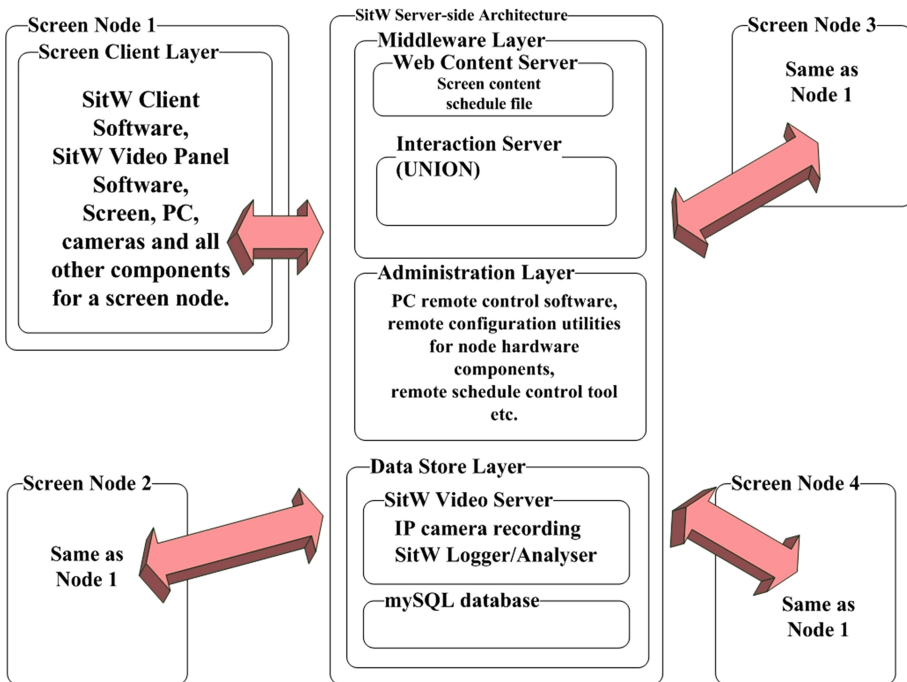 Screen Node 1
Screen Client Layer
SitW Client
Software,
SitW Video Panel
Software,
Screen, PC,
cameras and all
other components
for a screen node.
Screen Node 2
Same as
Node 1
SitW Server-side Architecture
Middleware Layer
Web Content Server
Screen content
schedule file
Interaction Server
(UNION)
Administration Layer
PC remote control software,
remote configuration utilities
for node hardware
components,
remote schedule control tool
etc.
Data Store Layer
SitW Video Server
IP camera recording
SitW Logger/Analyser
mySQL database
Screen Node 3
Same as
Node 1
Screen Node 4
Same as
Node 1